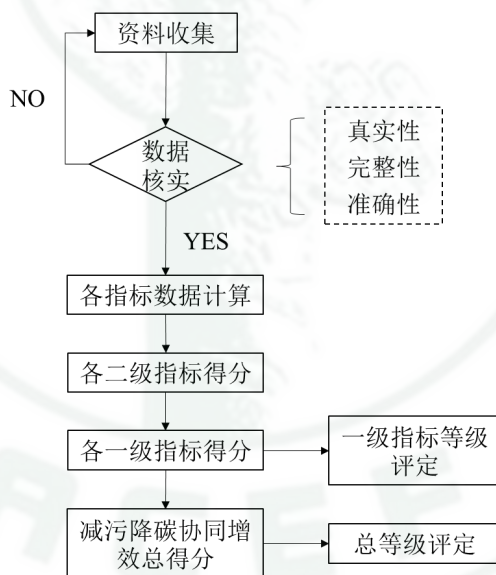 资料收集
NO
数据
核实
真实性
完整性
准确性
YES
各指标数据计算
各二级指标得分
各一级指标得分
一级指标等级
评定
减污降碳协同增
效总得分
总等级评定